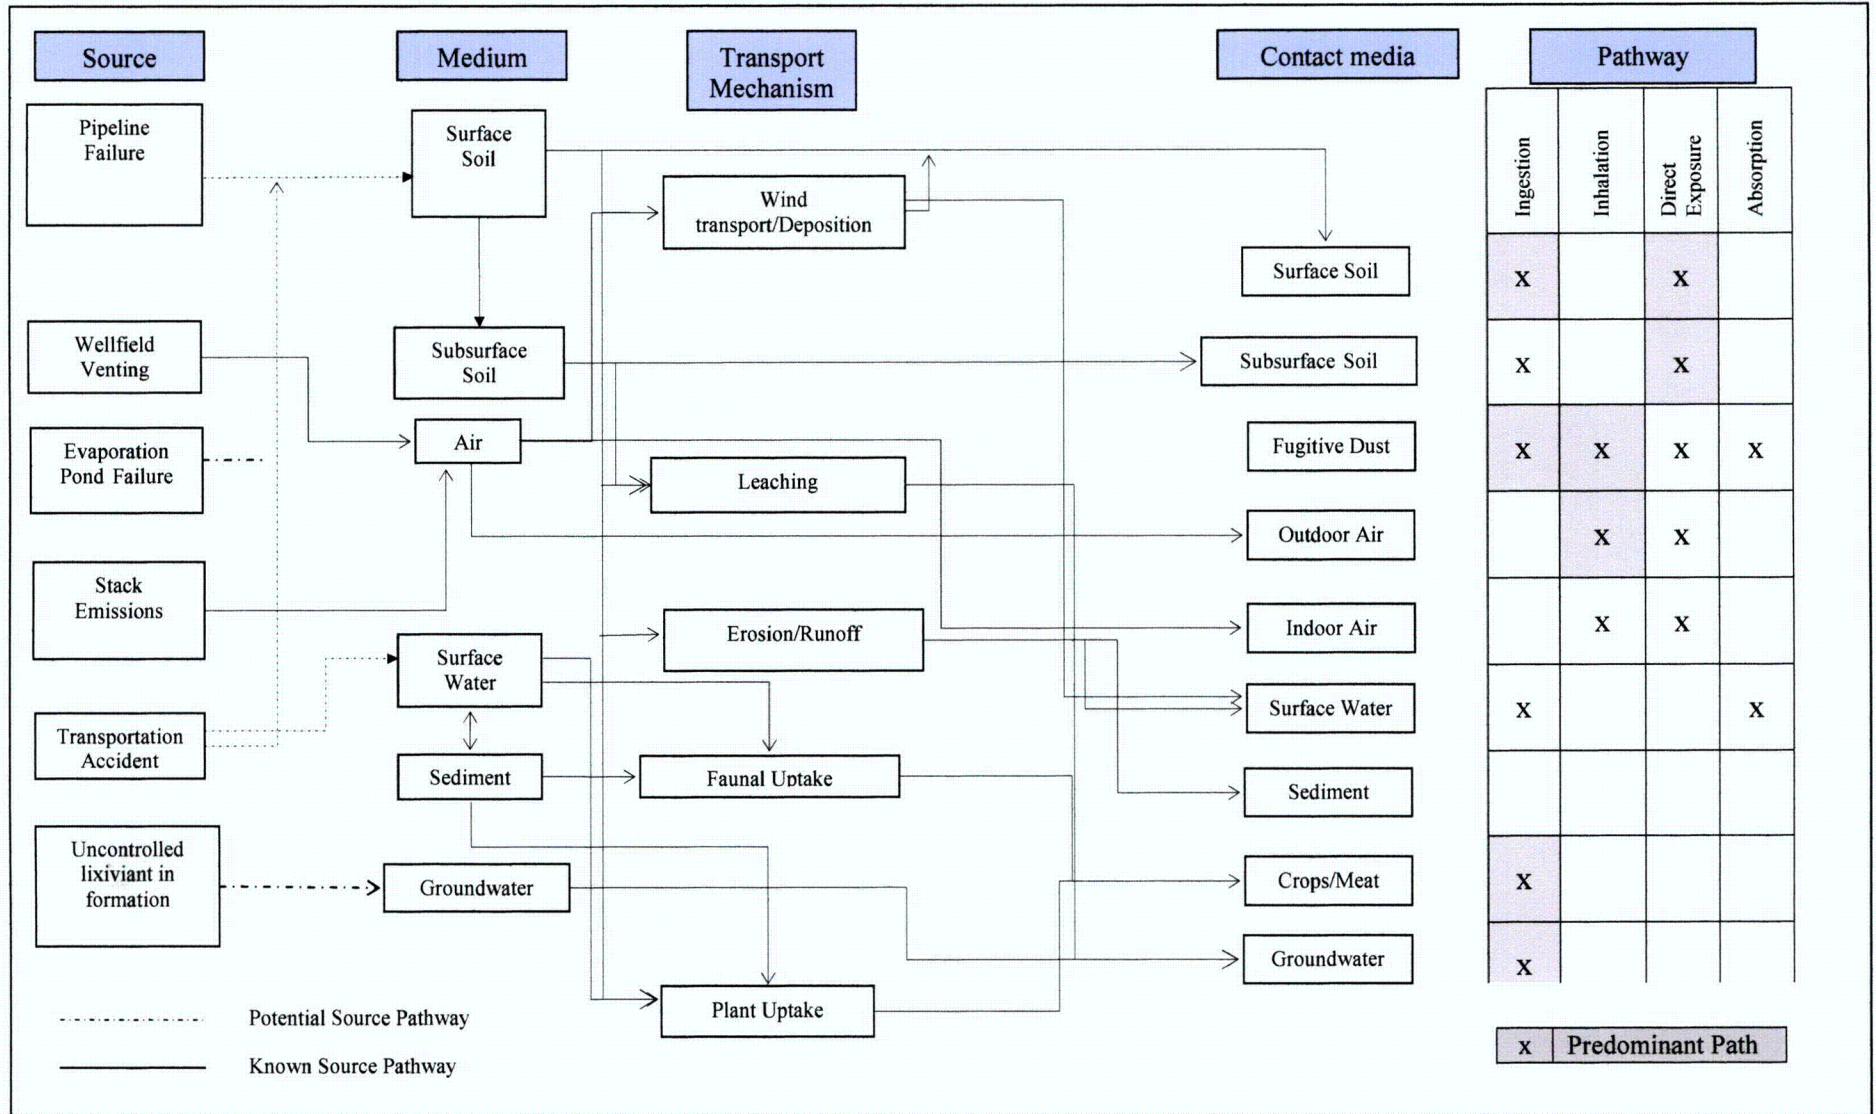 Source
Medium
Transport
Mechanism
Contact media
Pathway
Ingestion
Inhalation
Direct
Exposure
Absorption
Pipeline
Failure
Surface
Soil
Wind
transport/Deposition
Surface Soil
X
X
Wellfield
Venting
Subsurface
Soil
Subsurface Soil
X
X
Evaporation
Pond Failure
Air
Leaching
Fugitive Dust
X
X
X
X
Outdoor Air
X
X
Stack
Emissions
Erosion/Runoff
Indoor Air
X
X
Surface
Water
Surface Water
X
X
Transportation
Accident
Sediment
Faunal Uptake
Sediment
Uncontrolled
lixiviant in
formation
Groundwater
Crops/Meat
X
Groundwater
X
Plant Uptake
Potential Source Pathway
Known Source Pathway
X Predominant Path